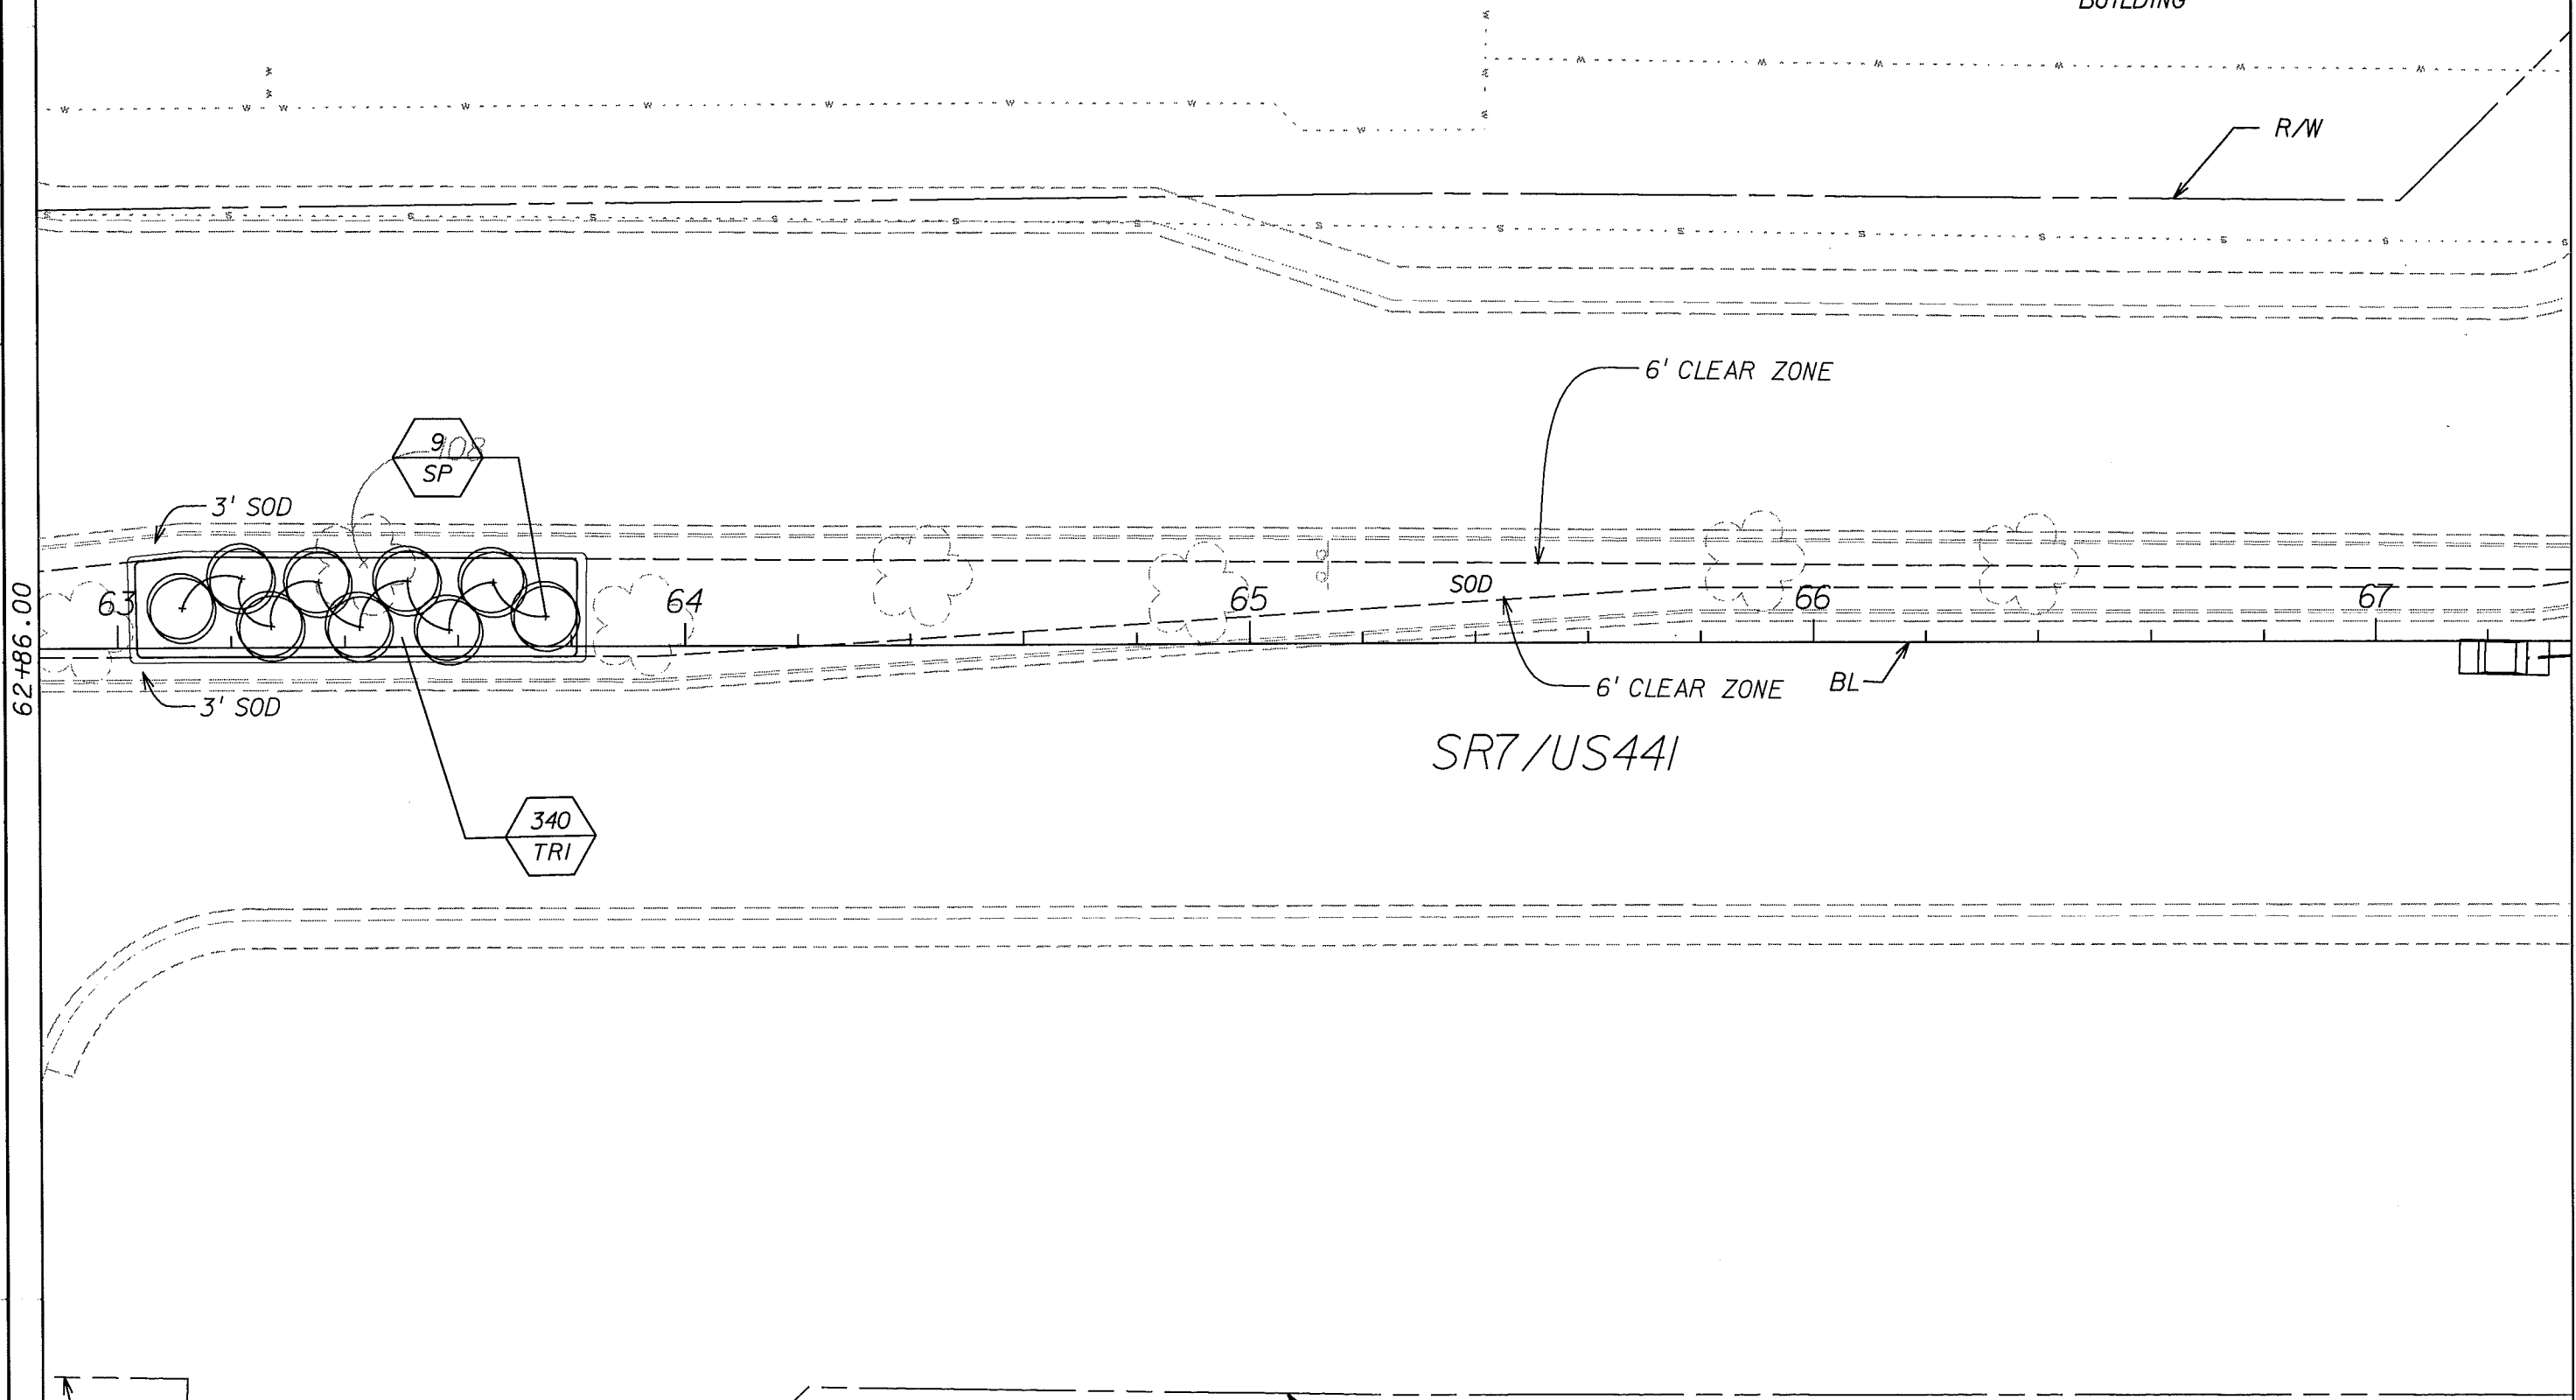 BUILDING
R/W
6' CLEAR ZONE
9
108
SP
3' SOD
63
64
65
SOD
66
67
62+86.00
3' SOD
6' CLEAR ZONE
BL
SR7/US441
340
TRI